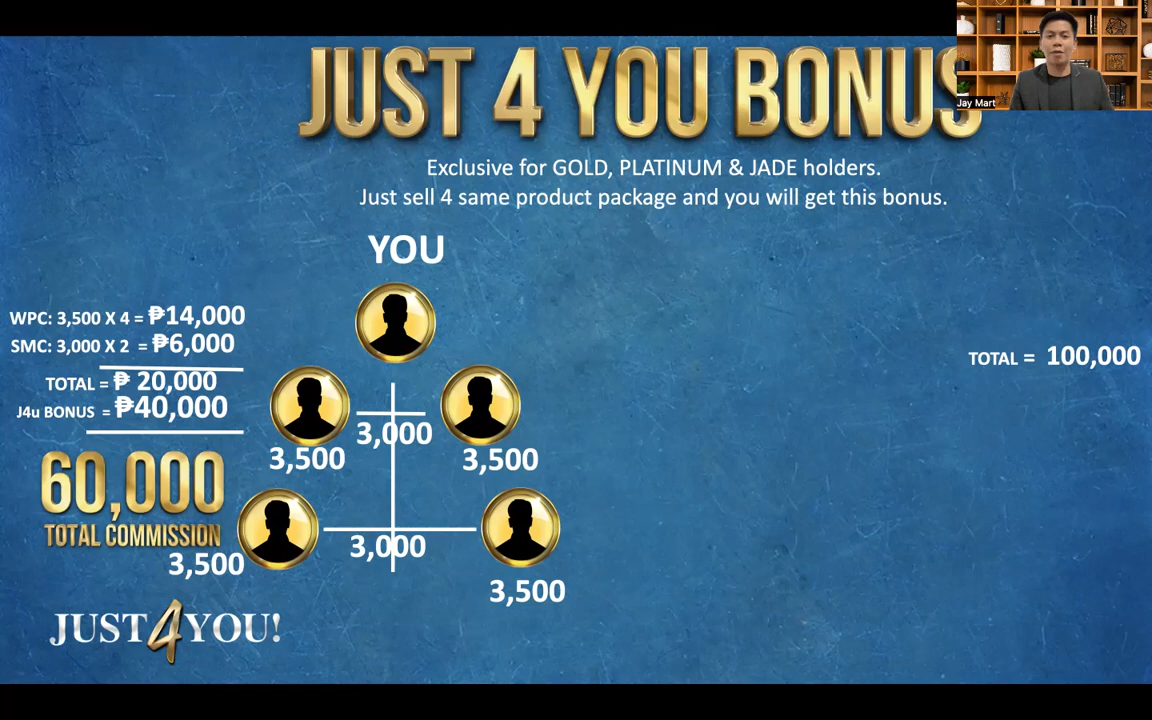 JUST 4 YOU BONUS
Jay Mart
Exclusive for GOLD, PLATINUM & JADE holders.
Just sell 4 same product package and you will get this bonus.
YOU
WPC: 3,500 X 4 = ₱14,000
SMC: 3,000 X 2 = ₱6,000
TOTAL = ₱ 20,000
J4u BONUS = ₱40,000
60,000
TOTAL COMMISSION
3,000
3,500
3,500
3,000
3,500
3,500
TOTAL = 100,000
JUST 4 YOU!